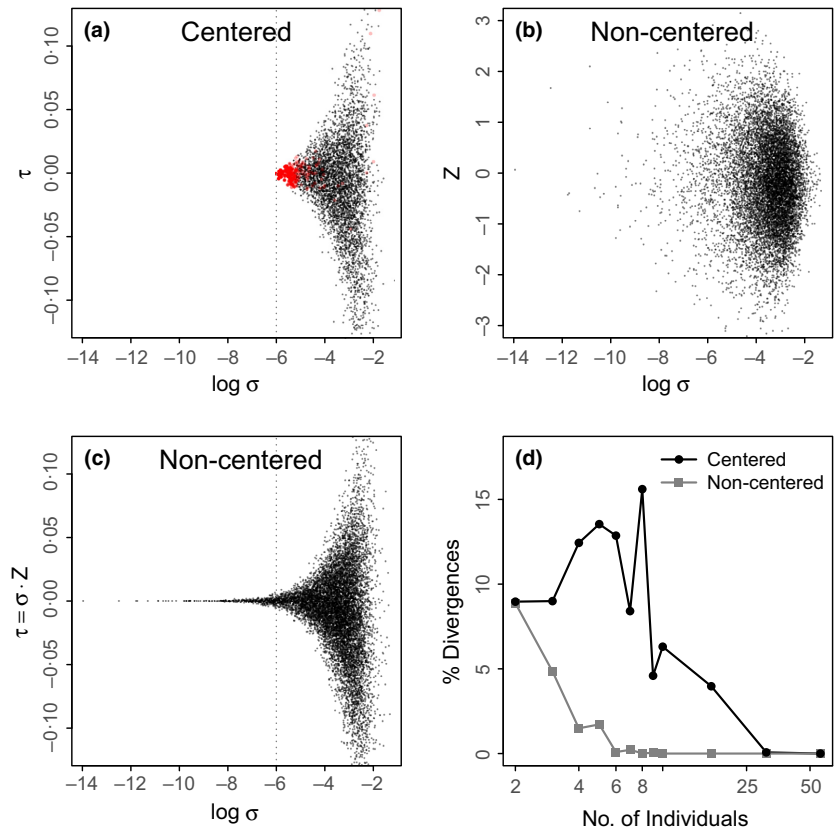 (a) Centered
τ
0·10
0·05
0·00
−0·05
−0·10
−14 −12 −10 −8 −6 −4 −2
log σ
(b) Non-centered
Z
3
2
1
0
−1
−2
−3
−14 −12 −10 −8 −6 −4 −2
log σ
(c) Non-centered
τ = σ · Z
0·10
0·05
0·00
−0·05
−0·10
−14 −12 −10 −8 −6 −4 −2
log σ
(d)
Centered
Non-centered
% Divergences
15
10
5
0
2 4 6 8 25 50
No. of Individuals